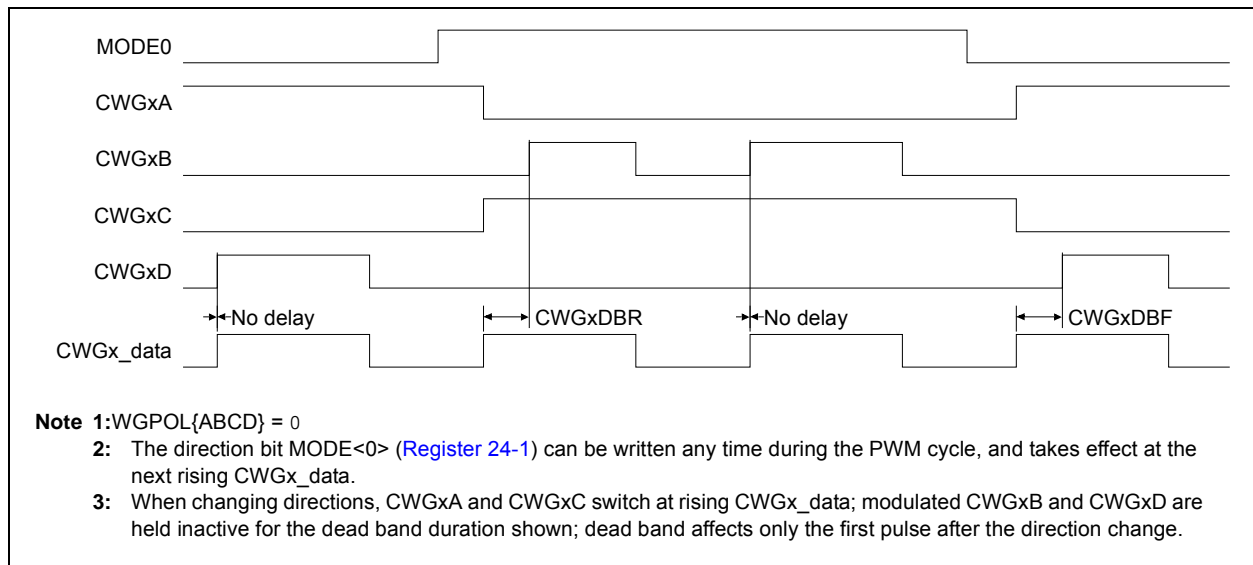 MODE0
CWGxA
CWGxB
CWGxC
CWGxD
No delay CWGxDBR No delay CWGxDBF
CWGx_data
Note 1:WGPOL{ABCD} = 0
2: The direction bit MODE<0> (Register 24-1) can be written any time during the PWM cycle, and takes effect at the
next rising CWGx_data.
3: When changing directions, CWGxA and CWGxC switch at rising CWGx_data; modulated CWGxB and CWGxD are
held inactive for the dead band duration shown; dead band affects only the first pulse after the direction change.